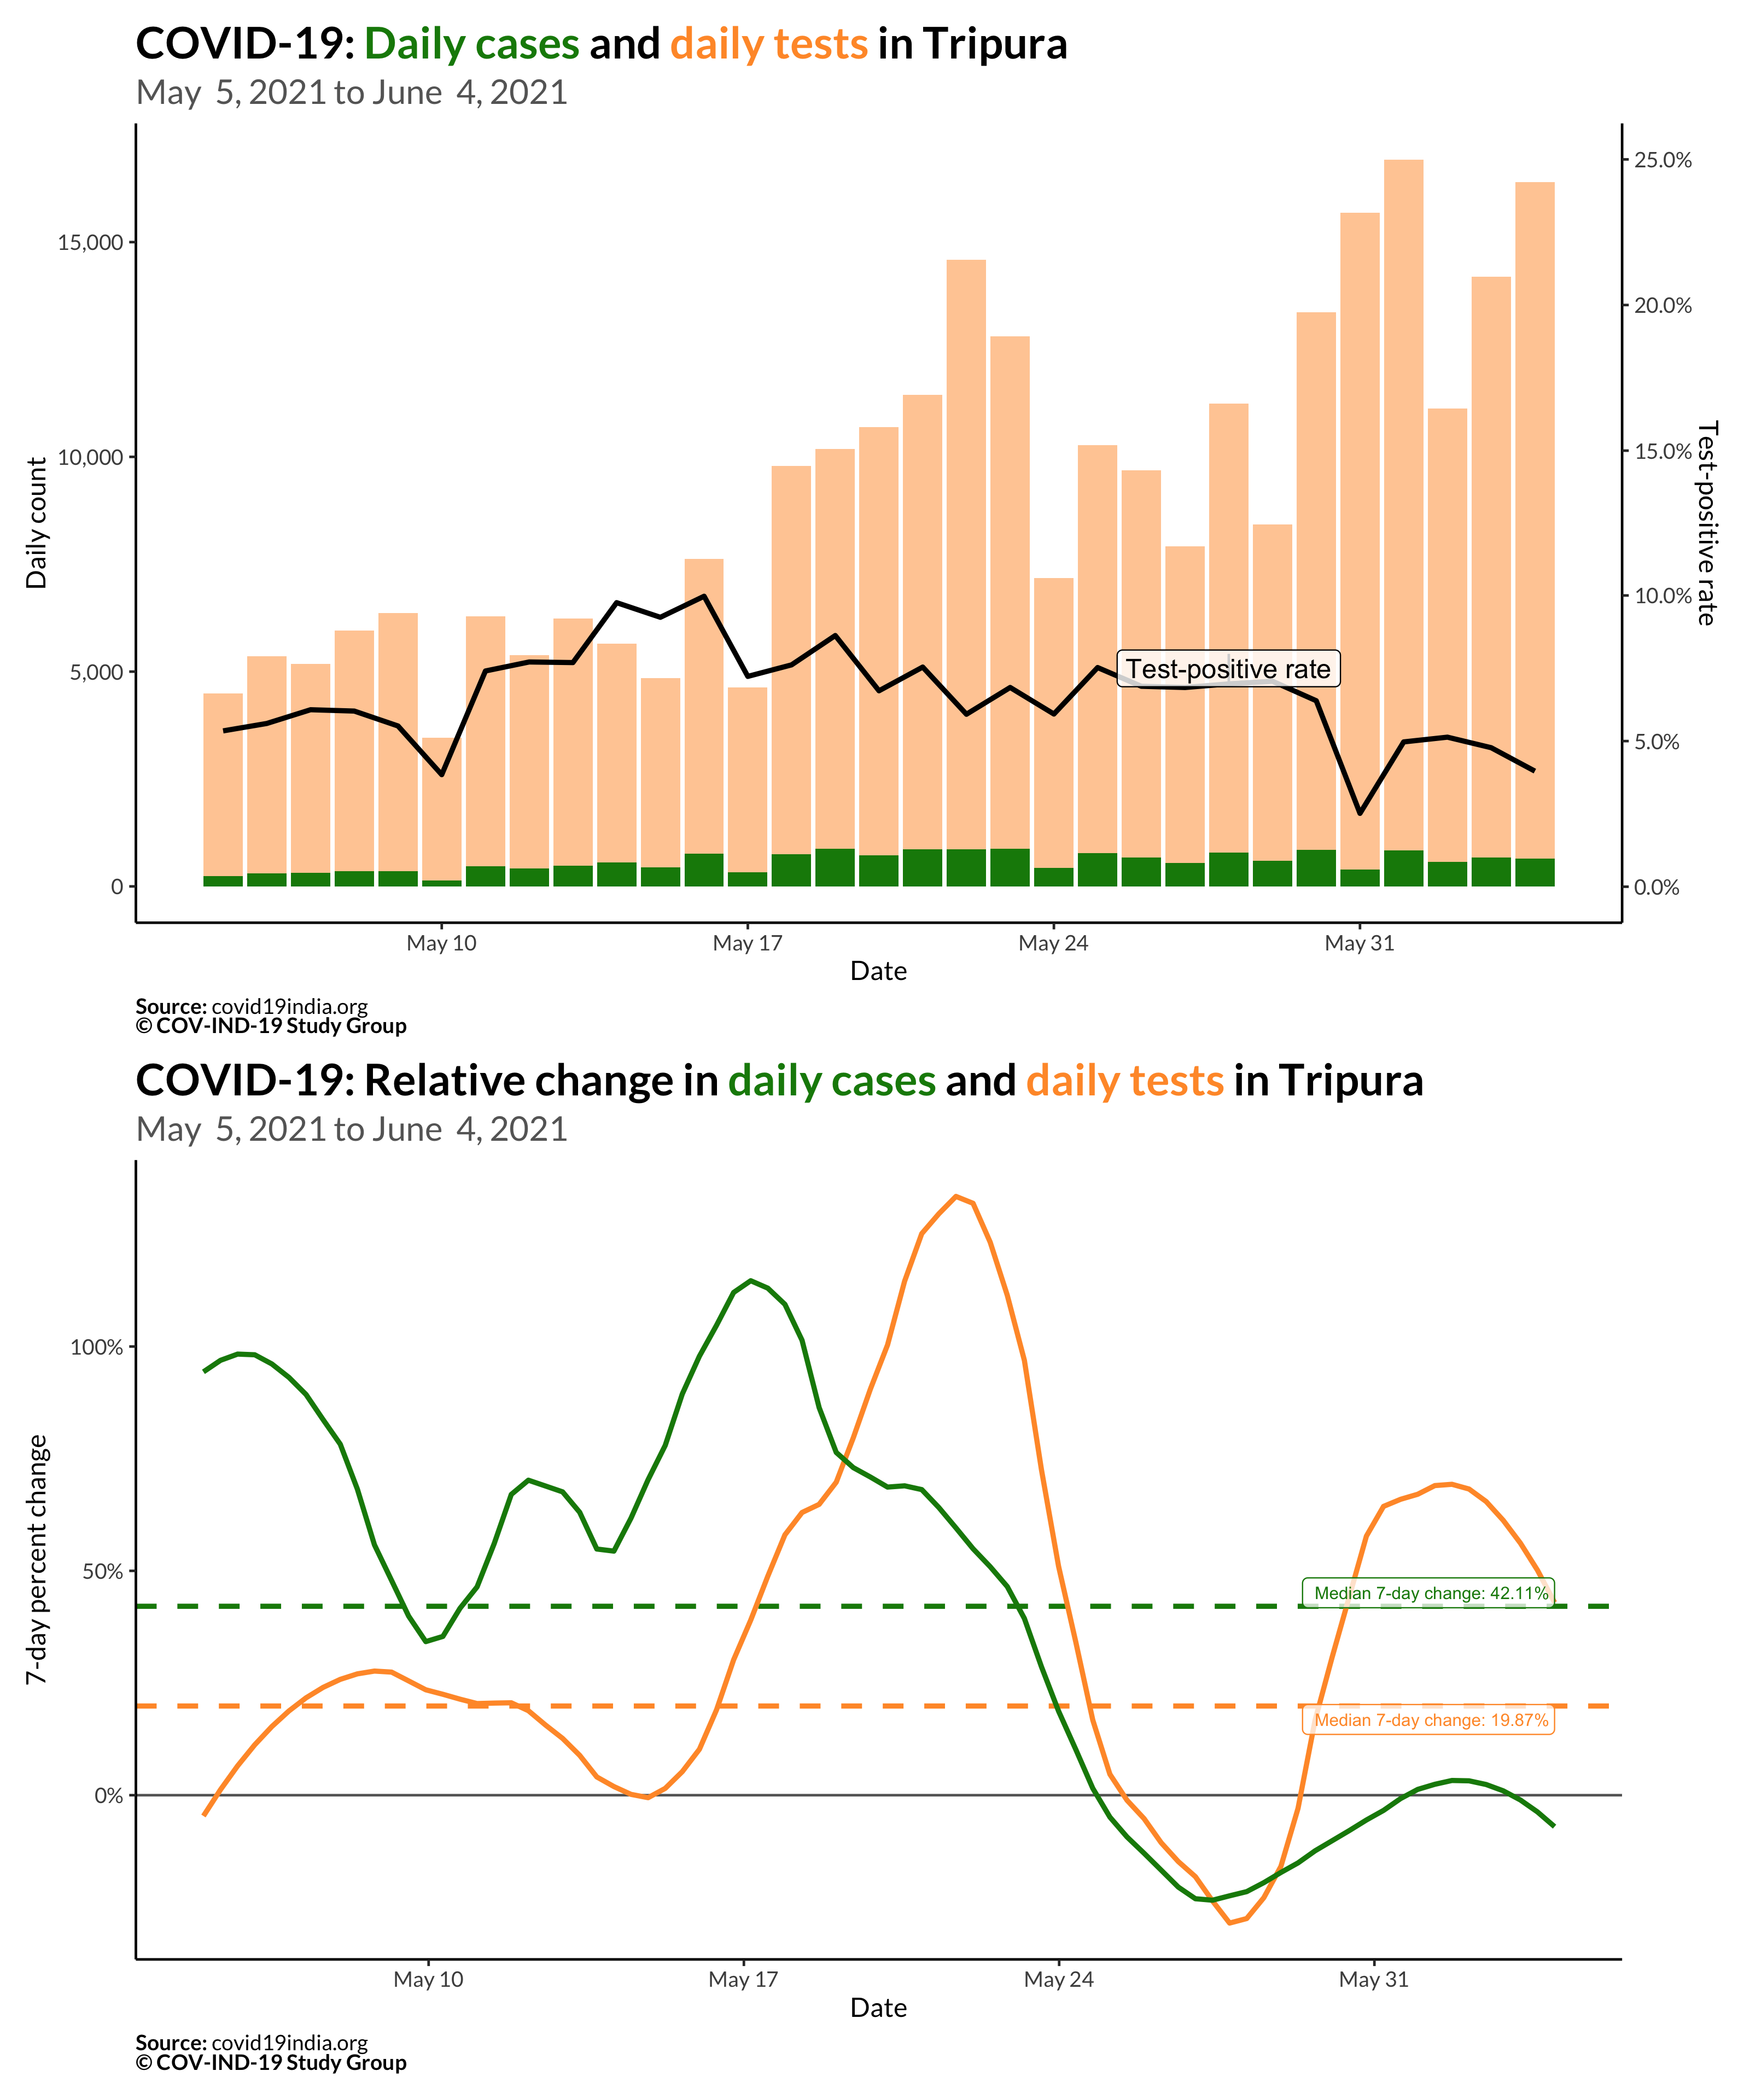 COVID-19: Daily cases and daily tests in Tripura
May 5, 2021 to June 4, 2021
Daily count
15,000
10,000
5,000
0
25.0%
20.0%
15.0%
10.0%
5.0%
0.0%
Test-positive rate
Test-positive rate
May 10
May 17
May 24
May 31
Date
Source: covid19india.org
© COV-IND-19 Study Group
COVID-19: Relative change in daily cases and daily tests in Tripura
May 5, 2021 to June 4, 2021
7-day percent change
100%
50%
0%
Median 7-day change: 42.11%
Median 7-day change: 19.87%
May 10
May 17
May 24
May 31
Date
Source: covid19india.org
© COV-IND-19 Study Group